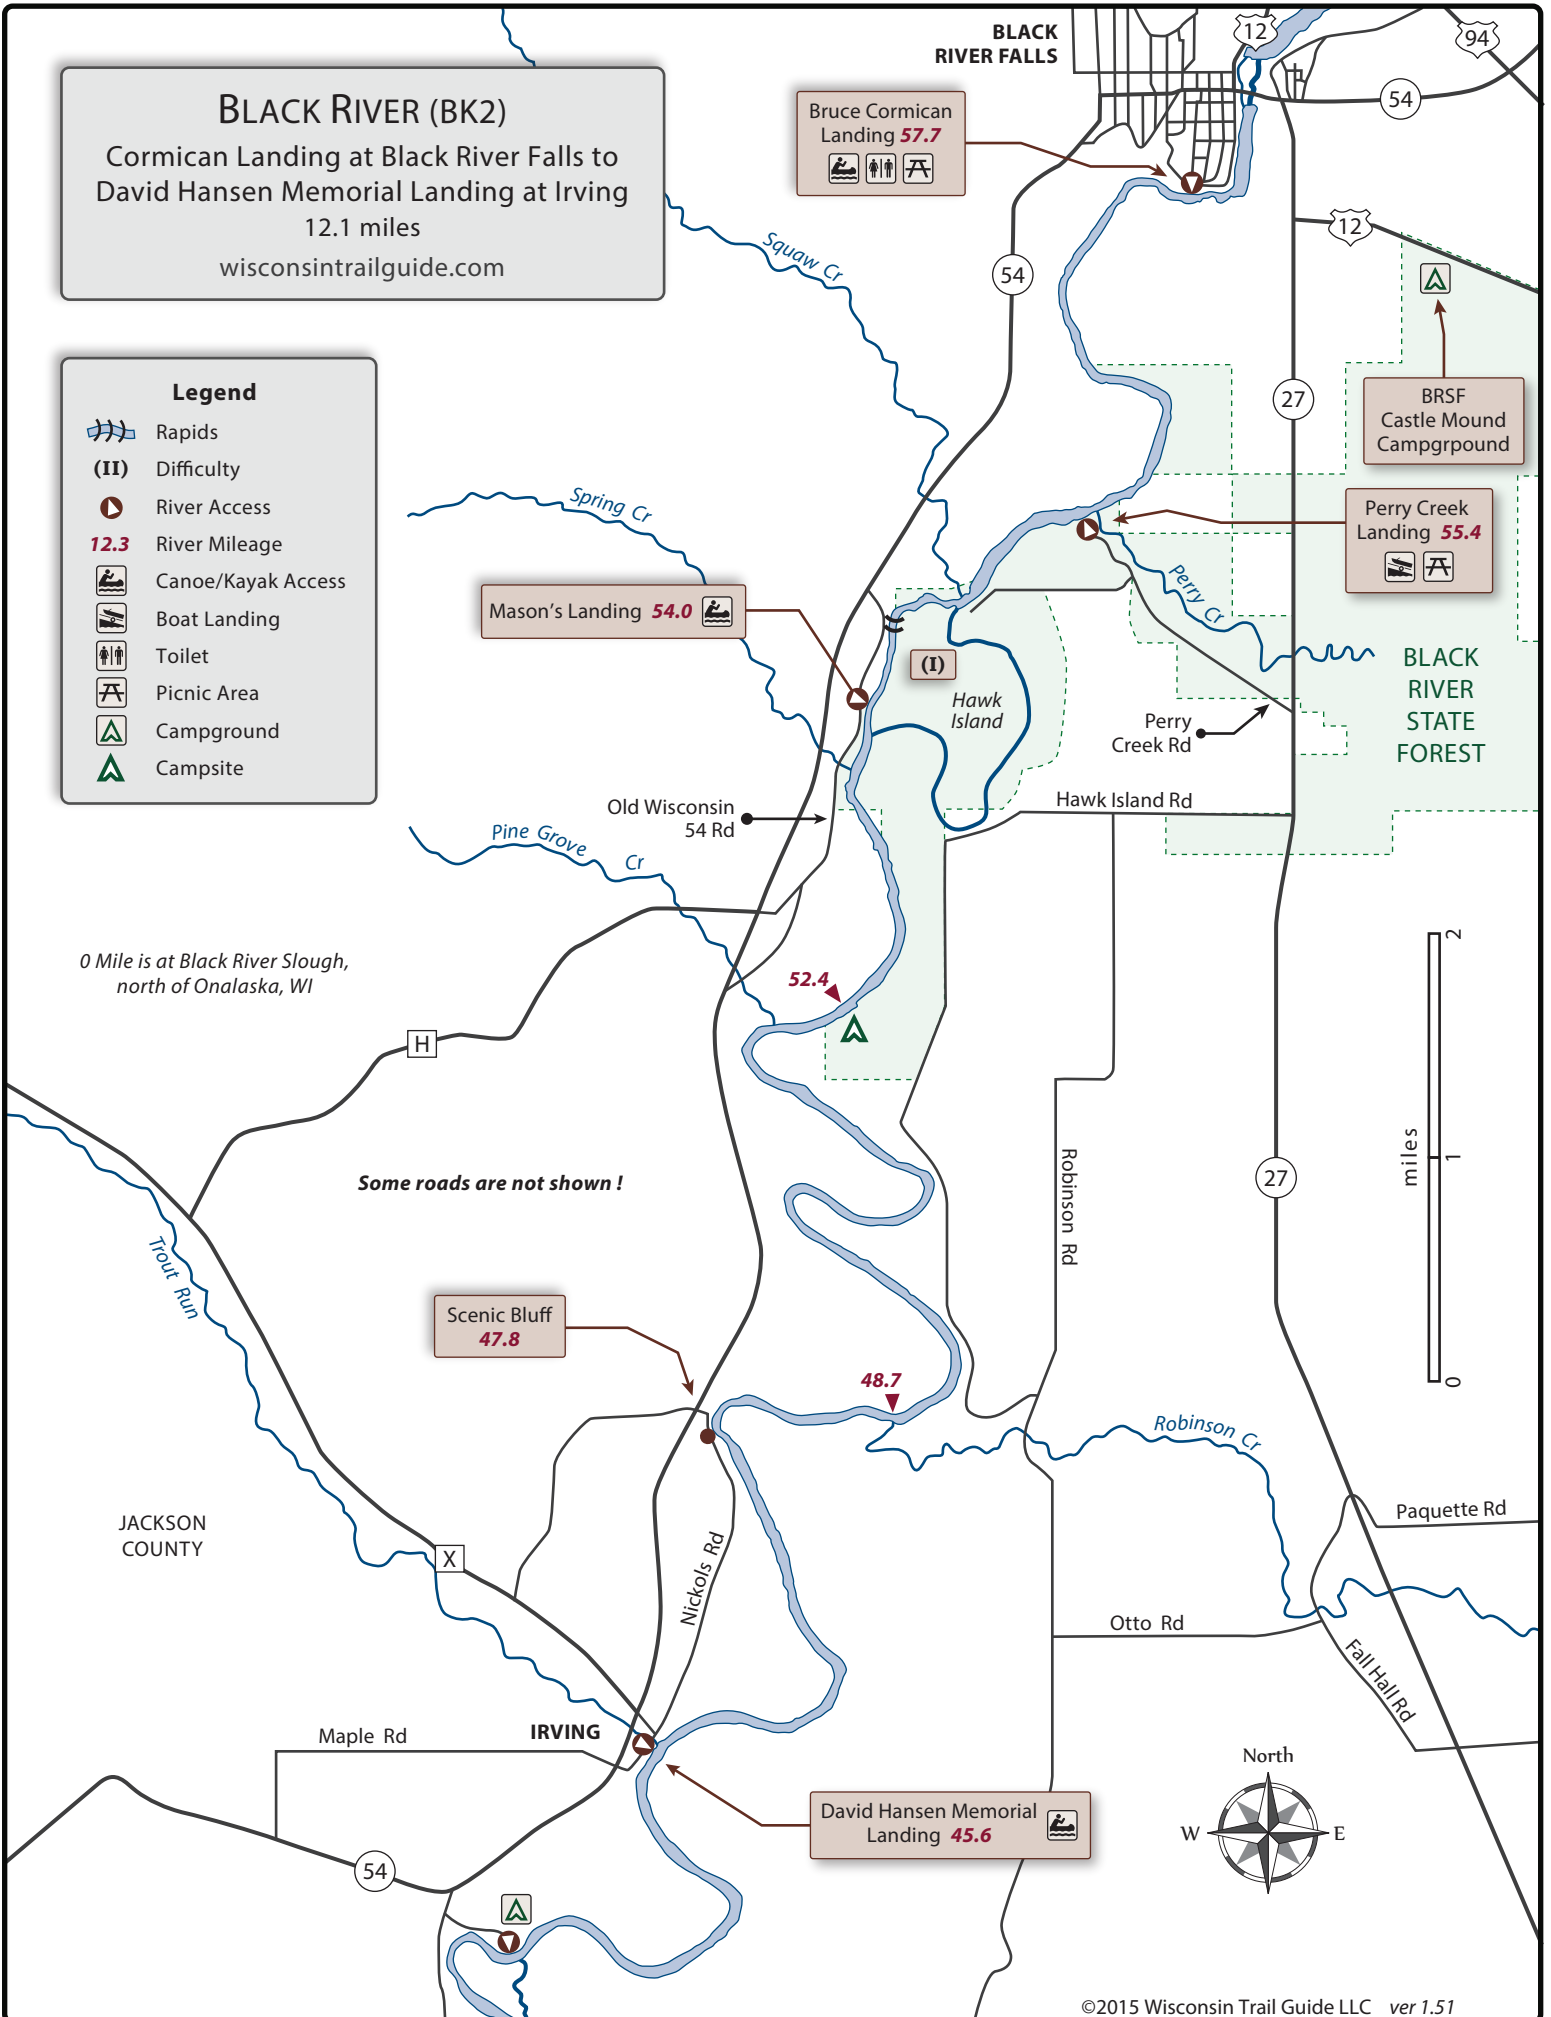 BLACK RIVER (BK2)
Cormican Landing at Black River Falls to
David Hansen Memorial Landing at Irving
12.1 miles
wisconsintrailguide.com
BLACK
RIVER FALLS
12
94
54
Bruce Cormican
Landing 57.7
12
54
Squaw Cr
27
BRSF
Castle Mound
Campgrpound
Legend
Rapids
(II) Difficulty
River Access
12.3 River Mileage
Canoe/Kayak Access
Boat Landing
Toilet
Picnic Area
Campground
Campsite
Spring Cr
Perry Creek
Landing 55.4
Perry Cr
Mason's Landing 54.0
(I)
Hawk
Island
BLACK
RIVER
STATE
FOREST
Perry
Creek Rd
Hawk Island Rd
Old Wisconsin
54 Rd
Pine Grove Cr
0 Mile is at Black River Slough,
north of Onalaska, WI
52.4
H
2
miles
1
0
Some roads are not shown !
Robinson Rd
27
Trout Run
Scenic Bluff
47.8
48.7
Robinson Cr
JACKSON
COUNTY
X
Nickols Rd
Paquette Rd
Otto Rd
Fall Hall Rd
Maple Rd
IRVING
North
W
E
David Hansen Memorial
Landing 45.6
54
©2015 Wisconsin Trail Guide LLC ver 1.51